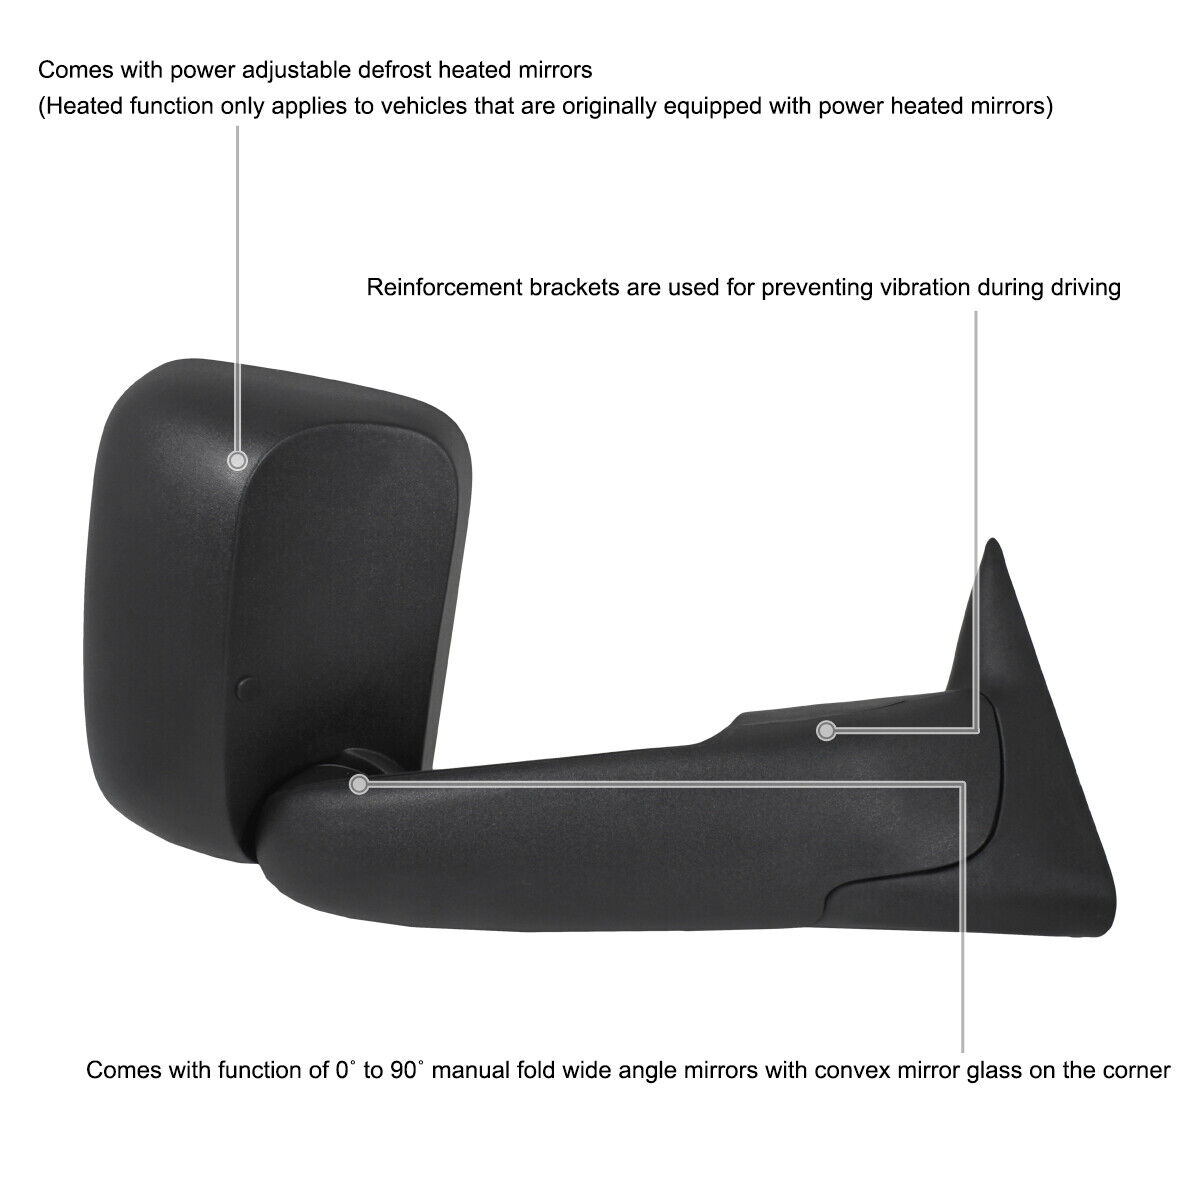 Comes with power adjustable defrost heated mirrors
(Heated function only applies to vehicles that are originally equipped with power heated mirrors)
Reinforcement brackets are used for preventing vibration during driving
Comes with function of 0° to 90° manual fold wide angle mirrors with convex mirror glass on the corner